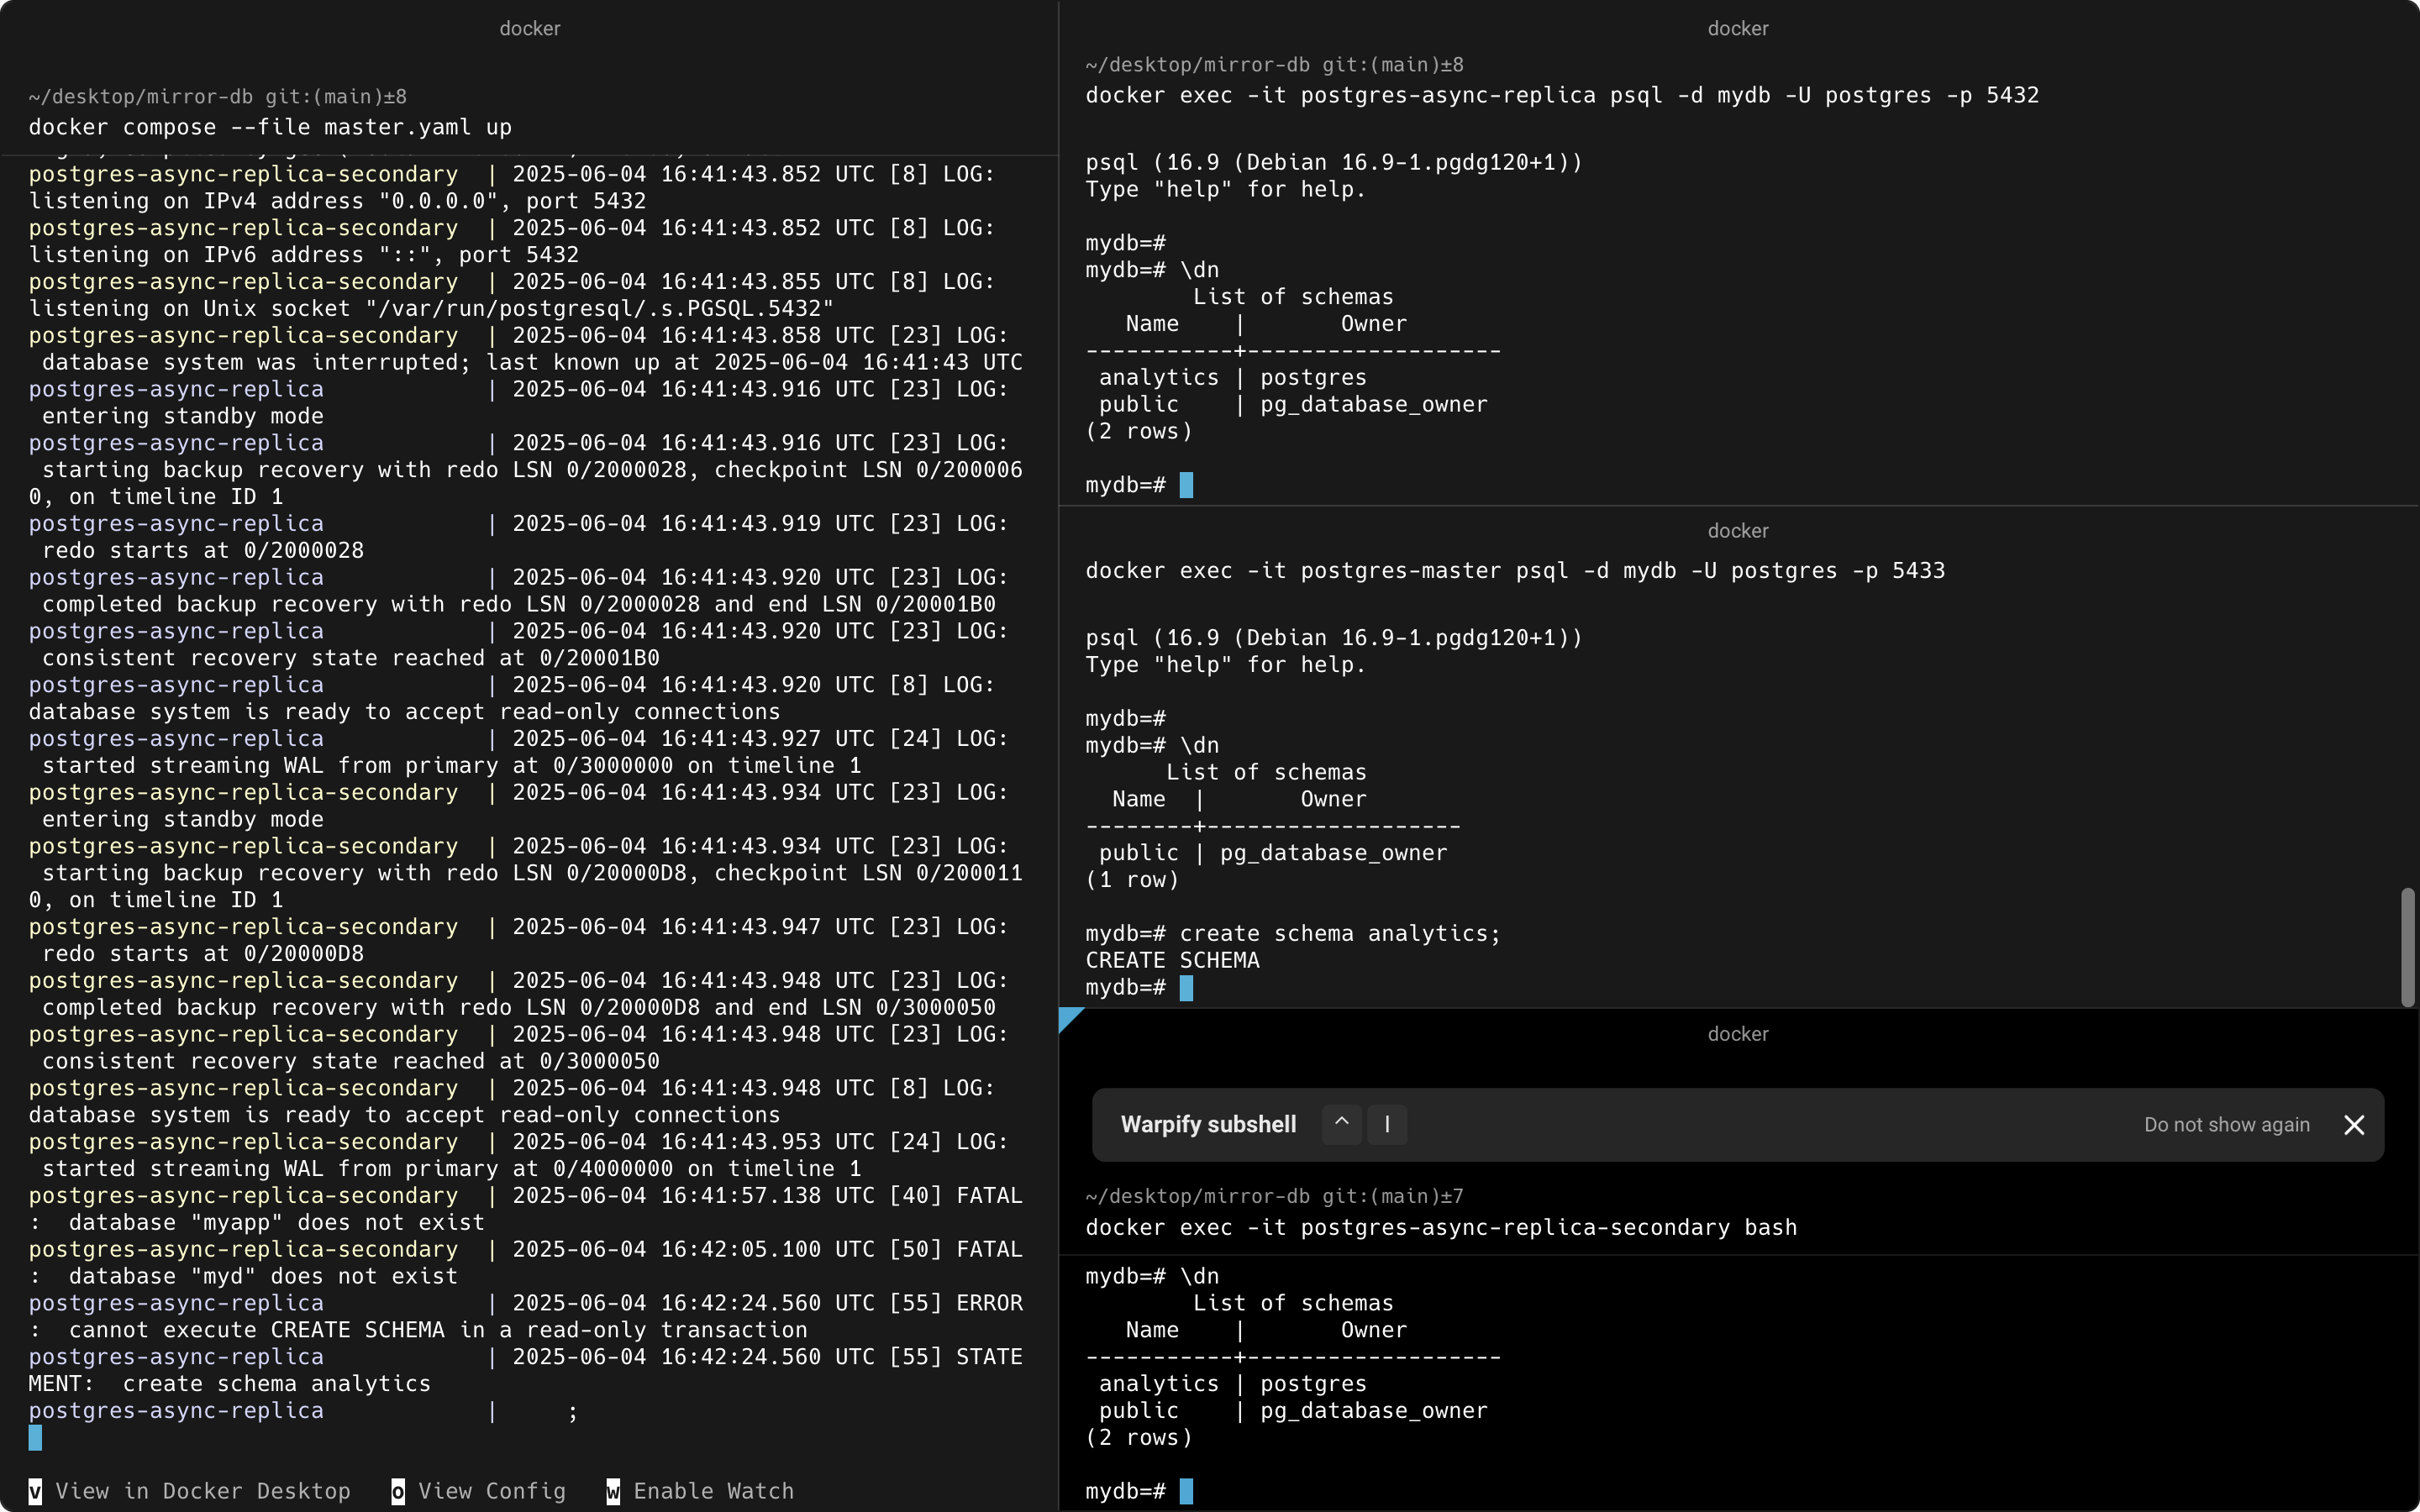 docker
~/desktop/mirror-db git:(main)±8
docker compose --file master.yaml up
postgres-async-replica-secondary  | 2025-06-04 16:41:43.852 UTC [8] LOG:
listening on IPv4 address "0.0.0.0", port 5432
postgres-async-replica-secondary  | 2025-06-04 16:41:43.852 UTC [8] LOG:
listening on IPv6 address "::", port 5432
postgres-async-replica-secondary  | 2025-06-04 16:41:43.855 UTC [8] LOG:
listening on Unix socket "/var/run/postgresql/.s.PGSQL.5432"
postgres-async-replica-secondary  | 2025-06-04 16:41:43.858 UTC [23] LOG:
 database system was interrupted; last known up at 2025-06-04 16:41:43 UTC
postgres-async-replica            | 2025-06-04 16:41:43.916 UTC [23] LOG:
 entering standby mode
postgres-async-replica            | 2025-06-04 16:41:43.916 UTC [23] LOG:
 starting backup recovery with redo LSN 0/2000028, checkpoint LSN 0/200006
0, on timeline ID 1
postgres-async-replica            | 2025-06-04 16:41:43.919 UTC [23] LOG:
 redo starts at 0/2000028
postgres-async-replica            | 2025-06-04 16:41:43.920 UTC [23] LOG:
 completed backup recovery with redo LSN 0/2000028 and end LSN 0/20001B0
postgres-async-replica            | 2025-06-04 16:41:43.920 UTC [23] LOG:
 consistent recovery state reached at 0/20001B0
postgres-async-replica            | 2025-06-04 16:41:43.920 UTC [8] LOG:
database system is ready to accept read-only connections
postgres-async-replica            | 2025-06-04 16:41:43.927 UTC [24] LOG:
 started streaming WAL from primary at 0/3000000 on timeline 1
postgres-async-replica-secondary  | 2025-06-04 16:41:43.934 UTC [23] LOG:
 entering standby mode
postgres-async-replica-secondary  | 2025-06-04 16:41:43.934 UTC [23] LOG:
 starting backup recovery with redo LSN 0/20000D8, checkpoint LSN 0/200011
0, on timeline ID 1
postgres-async-replica-secondary  | 2025-06-04 16:41:43.947 UTC [23] LOG:
 redo starts at 0/20000D8
postgres-async-replica-secondary  | 2025-06-04 16:41:43.948 UTC [23] LOG:
 completed backup recovery with redo LSN 0/20000D8 and end LSN 0/3000050
postgres-async-replica-secondary  | 2025-06-04 16:41:43.948 UTC [23] LOG:
 consistent recovery state reached at 0/3000050
postgres-async-replica-secondary  | 2025-06-04 16:41:43.948 UTC [8] LOG:
database system is ready to accept read-only connections
postgres-async-replica-secondary  | 2025-06-04 16:41:43.953 UTC [24] LOG:
 started streaming WAL from primary at 0/4000000 on timeline 1
postgres-async-replica-secondary  | 2025-06-04 16:41:57.138 UTC [40] FATAL
:  database "myapp" does not exist
postgres-async-replica-secondary  | 2025-06-04 16:42:05.100 UTC [50] FATAL
:  database "myd" does not exist
postgres-async-replica            | 2025-06-04 16:42:24.560 UTC [55] ERROR
:  cannot execute CREATE SCHEMA in a read-only transaction
postgres-async-replica            | 2025-06-04 16:42:24.560 UTC [55] STATE
MENT:  create schema analytics
postgres-async-replica            |     ;
v View in Docker Desktop   o View Config   w Enable Watch
docker
~/desktop/mirror-db git:(main)±8
docker exec -it postgres-async-replica psql -d mydb -U postgres -p 5432
psql (16.9 (Debian 16.9-1.pgdg120+1))
Type "help" for help.
mydb=#
mydb=# \dn
        List of schemas
   Name    |       Owner
-----------+-------------------
 analytics | postgres
 public    | pg_database_owner
(2 rows)
mydb=#
docker
docker exec -it postgres-master psql -d mydb -U postgres -p 5433
psql (16.9 (Debian 16.9-1.pgdg120+1))
Type "help" for help.
mydb=#
mydb=# \dn
      List of schemas
  Name  |       Owner
--------+-------------------
 public | pg_database_owner
(1 row)
mydb=# create schema analytics;
CREATE SCHEMA
mydb=#
docker
Warpify subshell ^ I Do not show again
~/desktop/mirror-db git:(main)±7
docker exec -it postgres-async-replica-secondary bash
mydb=# \dn
        List of schemas
   Name    |       Owner
-----------+-------------------
 analytics | postgres
 public    | pg_database_owner
(2 rows)
mydb=#